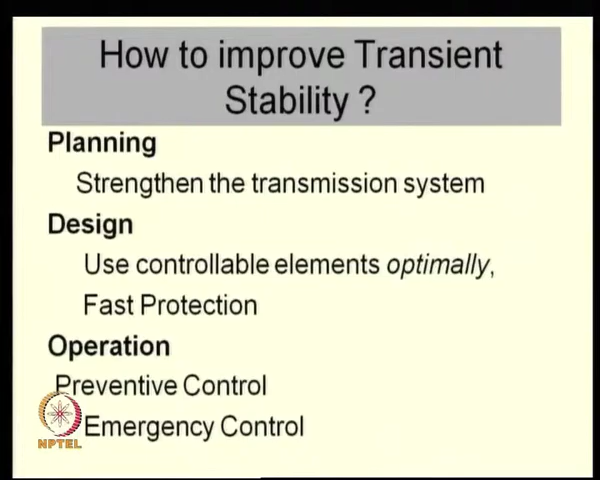 How to improve Transient
Stability ?
Planning
Strengthen the transmission system
Design
Use controllable elements optimally,
Fast Protection
Operation
Preventive Control
Emergency Control
NPTEL